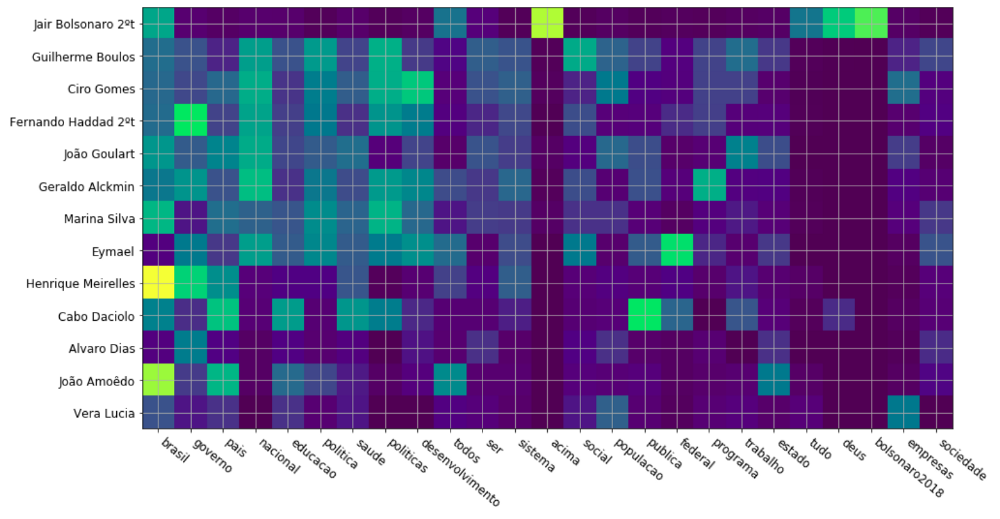 Jair Bolsonaro 2ºt
Guilherme Boulos
Ciro Gomes
Fernando Haddad 2ºt
João Goulart
Geraldo Alckmin
Marina Silva
Eymael
Henrique Meirelles
Cabo Daciolo
Alvaro Dias
João Amoêdo
Vera Lucia
brasil
governo
pais
nacional
educacao
politica
saude
politicas
desenvolvimento
todos
ser
sistema
acima
social
populacao
publica
federal
programa
trabalho
estado
tudo
deus
bolsonaro2018
empresas
sociedade